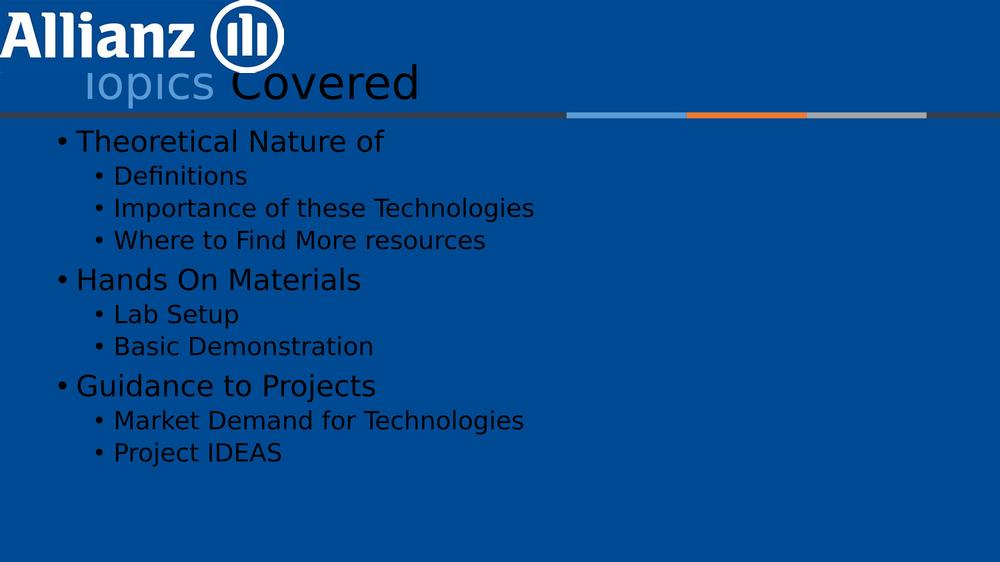 Allianz
Topics Covered
• Theoretical Nature of
• Definitions
• Importance of these Technologies
• Where to Find More resources
• Hands On Materials
• Lab Setup
• Basic Demonstration
• Guidance to Projects
• Market Demand for Technologies
• Project IDEAS